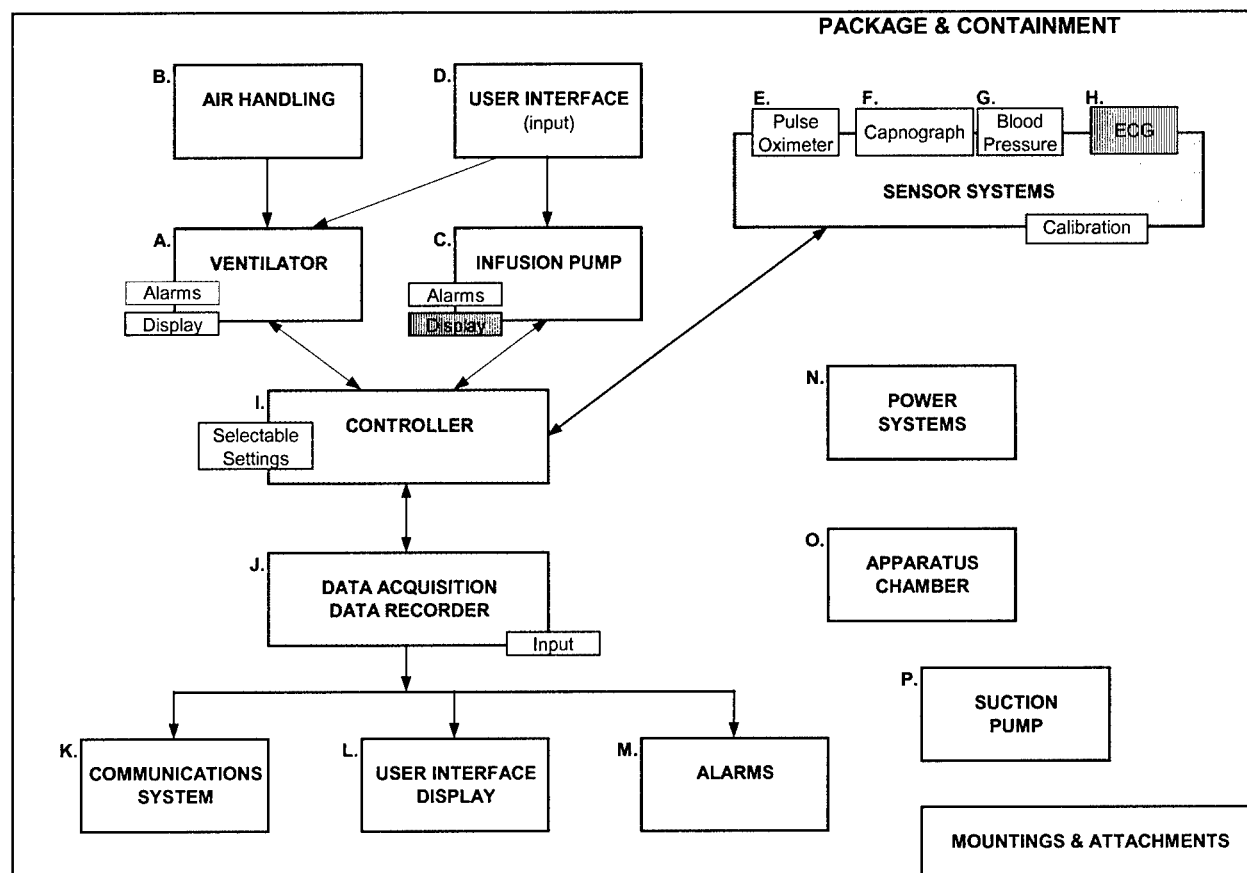 PACKAGE & CONTAINMENT
B.
AIR HANDLING
D.
USER INTERFACE
(input)
E.
Pulse
Oximeter
F.
Capnograph
G.
Blood
Pressure
H.
ECG
SENSOR SYSTEMS
Calibration
A.
VENTILATOR
Alarms
Display
C.
INFUSION PUMP
Alarms
Display
I.
CONTROLLER
Selectable
Settings
N.
POWER
SYSTEMS
J.
DATA ACQUISITION
DATA RECORDER
Input
O.
APPARATUS
CHAMBER
P.
SUCTION
PUMP
K.
COMMUNICATIONS
SYSTEM
L.
USER INTERFACE
DISPLAY
M.
ALARMS
MOUNTINGS & ATTACHMENTS